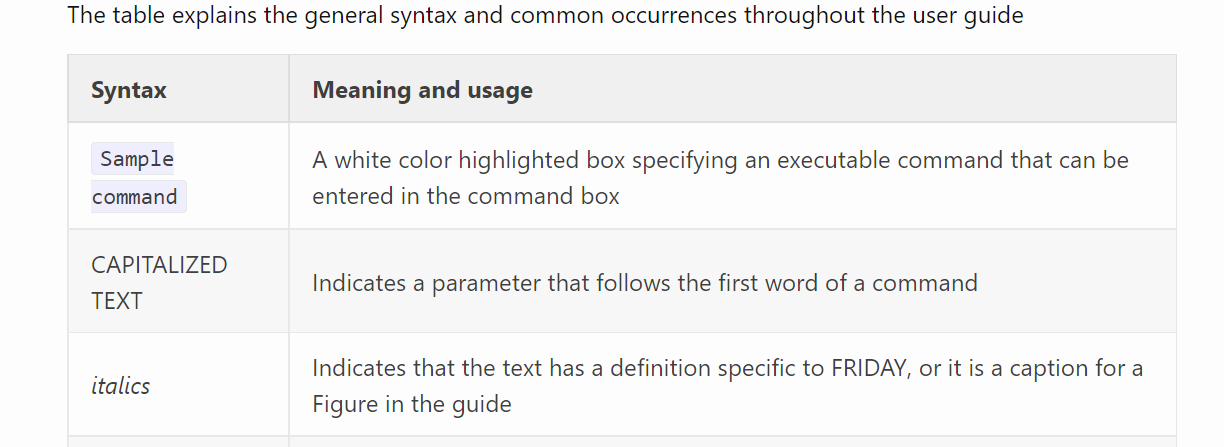 The table explains the general syntax and common occurrences throughout the user guide
Syntax
Meaning and usage
Sample
command
A white color highlighted box specifying an executable command that can be
entered in the command box
CAPITALIZED
TEXT
Indicates a parameter that follows the first word of a command
italics
Indicates that the text has a definition specific to FRIDAY, or it is a caption for a
Figure in the guide